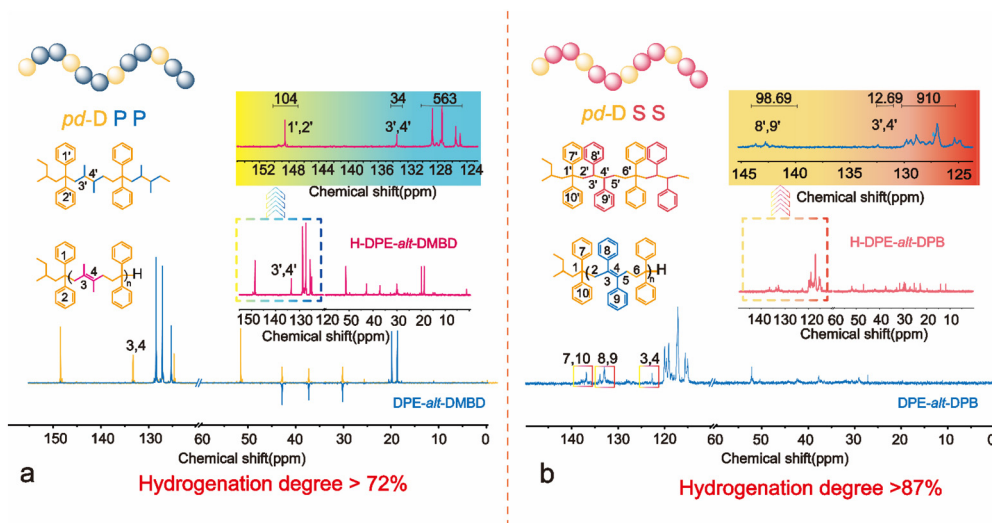 pd-D P P
104
34
563
1',2'
3',4'
152 148 144 140 136 132 128 124
Chemical shift(ppm)
1'
4'
3'
2'
H-DPE-alt-DMBD
3',4'
150 140 130 120 60 40 20 0
Chemical shift(ppm)
1
4
3
2
H
n
3,4
DPE-alt-DMBD
150 140 130 60 50 40 30 20 10 0
Chemical shift(ppm)
a
Hydrogenation degree > 72%
pd-D S S
98.69
12.69
910
8',9'
3',4'
145 140 135 130 125
Chemical shift(ppm)
7' 8'
1' 2' 4' 6'
3' 5'
10' 9'
H-DPE-alt-DPB
140 130 120 60 50 40 30 20 10 0
Chemical shift(ppm)
7 8
1 2 4 6 H
3 5 n
10 9
7,10 8,9 3,4
DPE-alt-DPB
140 130 120 60 50 40 30 20 10 0
Chemical shift(ppm)
b
Hydrogenation degree >87%